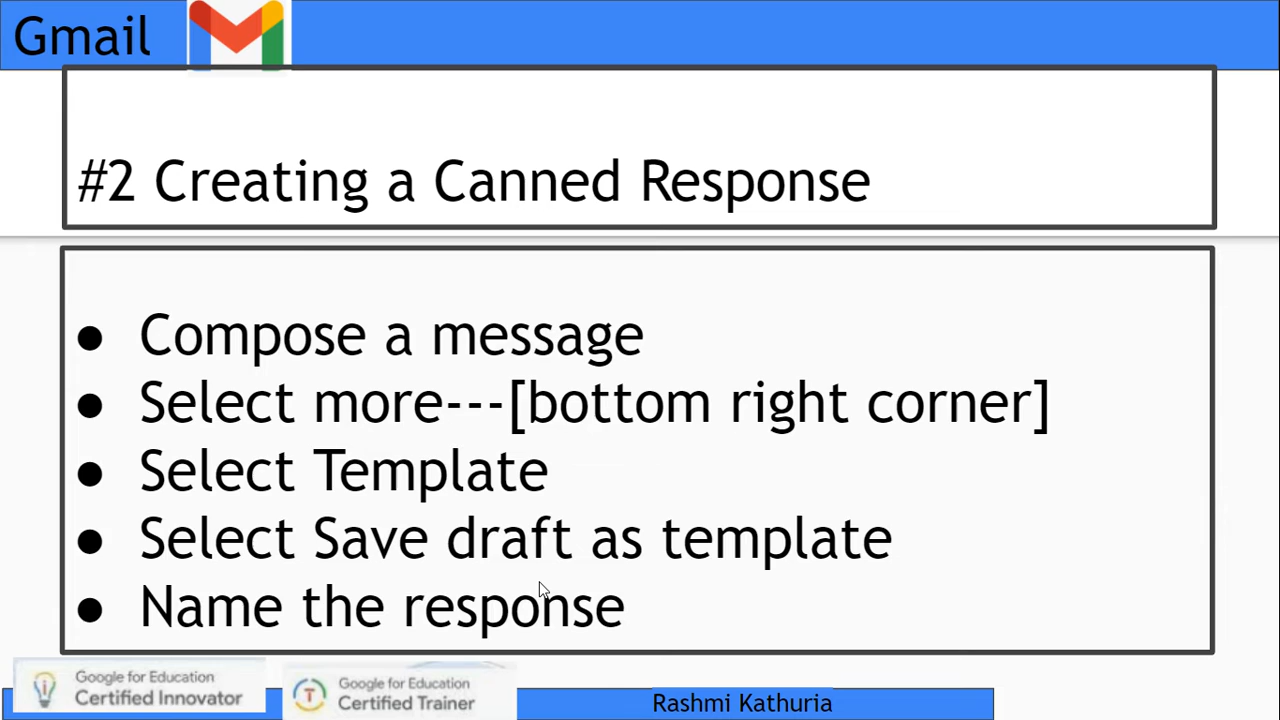 Gmail
#2 Creating a Canned Response
● Compose a message
● Select more---[bottom right corner]
● Select Template
● Select Save draft as template
● Name the response
Google for Education
Certified Innovator
T
Google for Education
Certified Trainer
Rashmi Kathuria